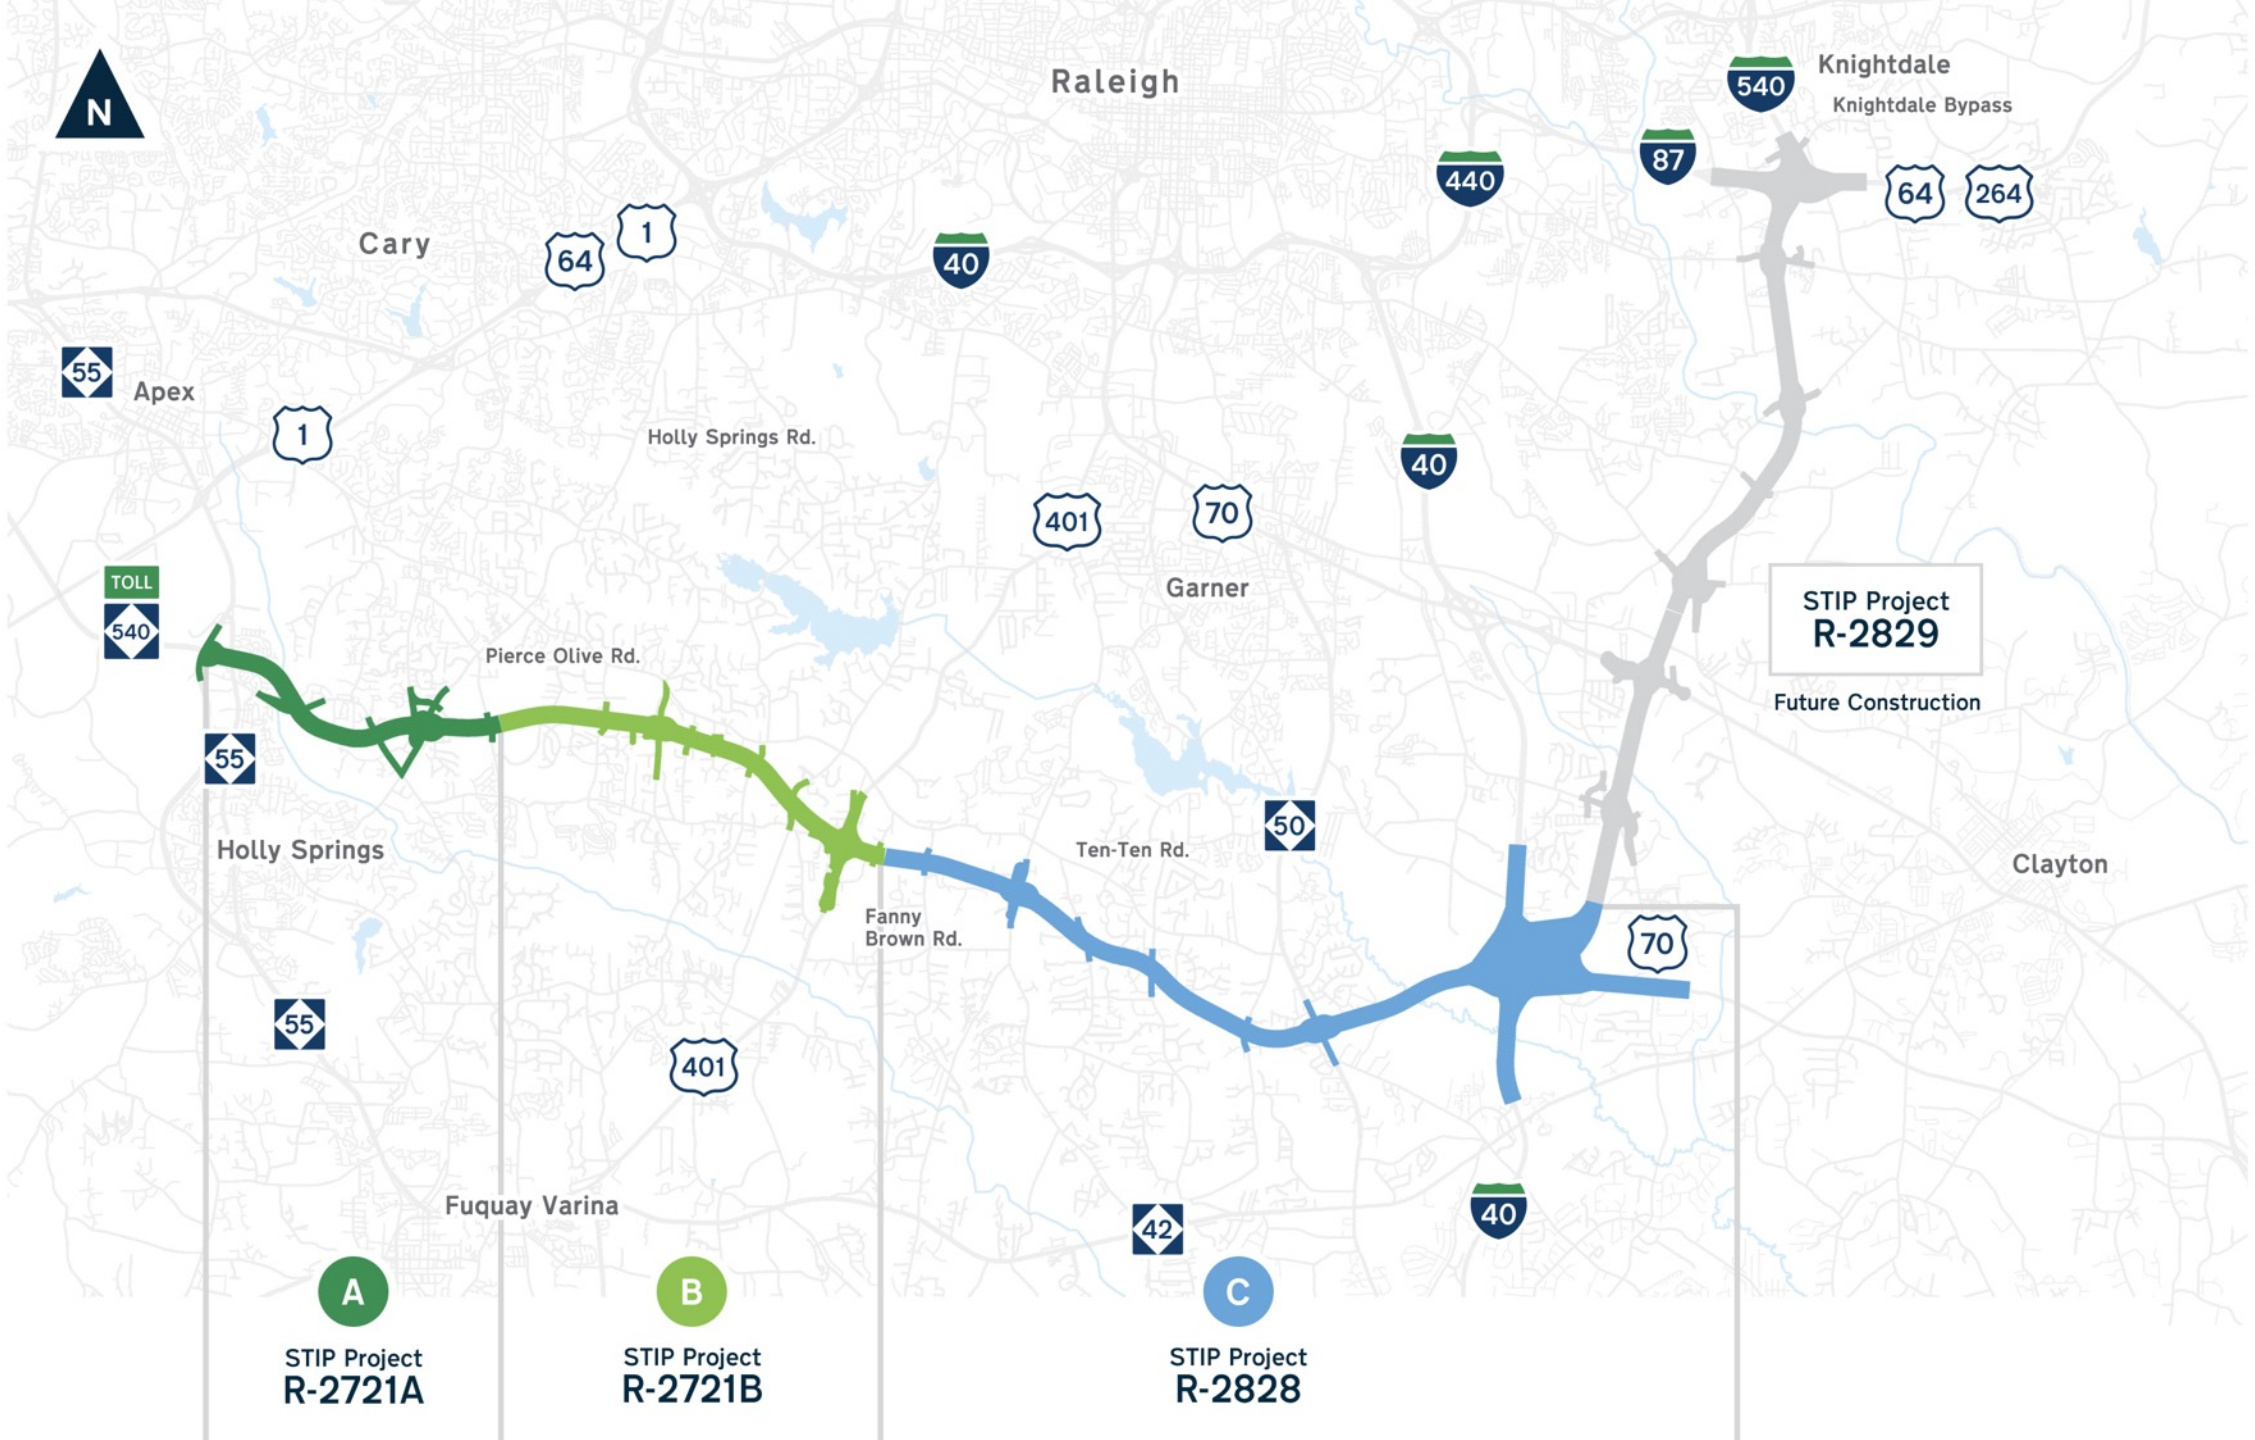 N
Raleigh
540
Knightdale
Knightdale Bypass
87
440
64
264
Cary
64
1
40
55
Apex
1
Holly Springs Rd.
40
401
70
Garner
TOLL
540
STIP Project
R-2829
Future Construction
Pierce Olive Rd.
55
Holly Springs
50
Ten-Ten Rd.
Clayton
Fanny
Brown Rd.
70
55
401
Fuquay Varina
42
40
A
STIP Project
R-2721A
B
STIP Project
R-2721B
C
STIP Project
R-2828